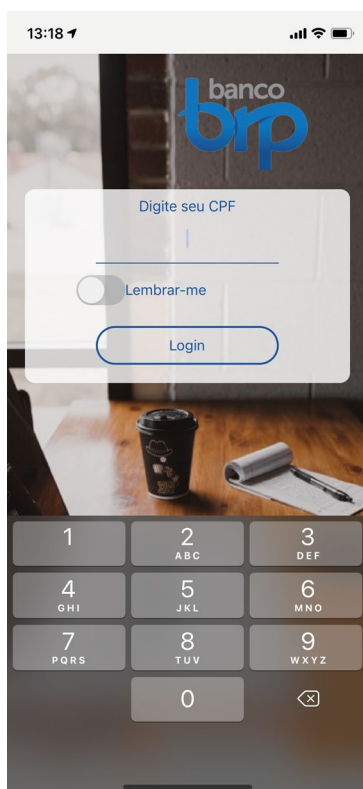 13:18
banco
brp
Digite seu CPF
Lembrar-me
Login
1
2
ABC
3
DEF
4
GHI
5
JKL
6
MNO
7
PQRS
8
TUV
9
WXYZ
0